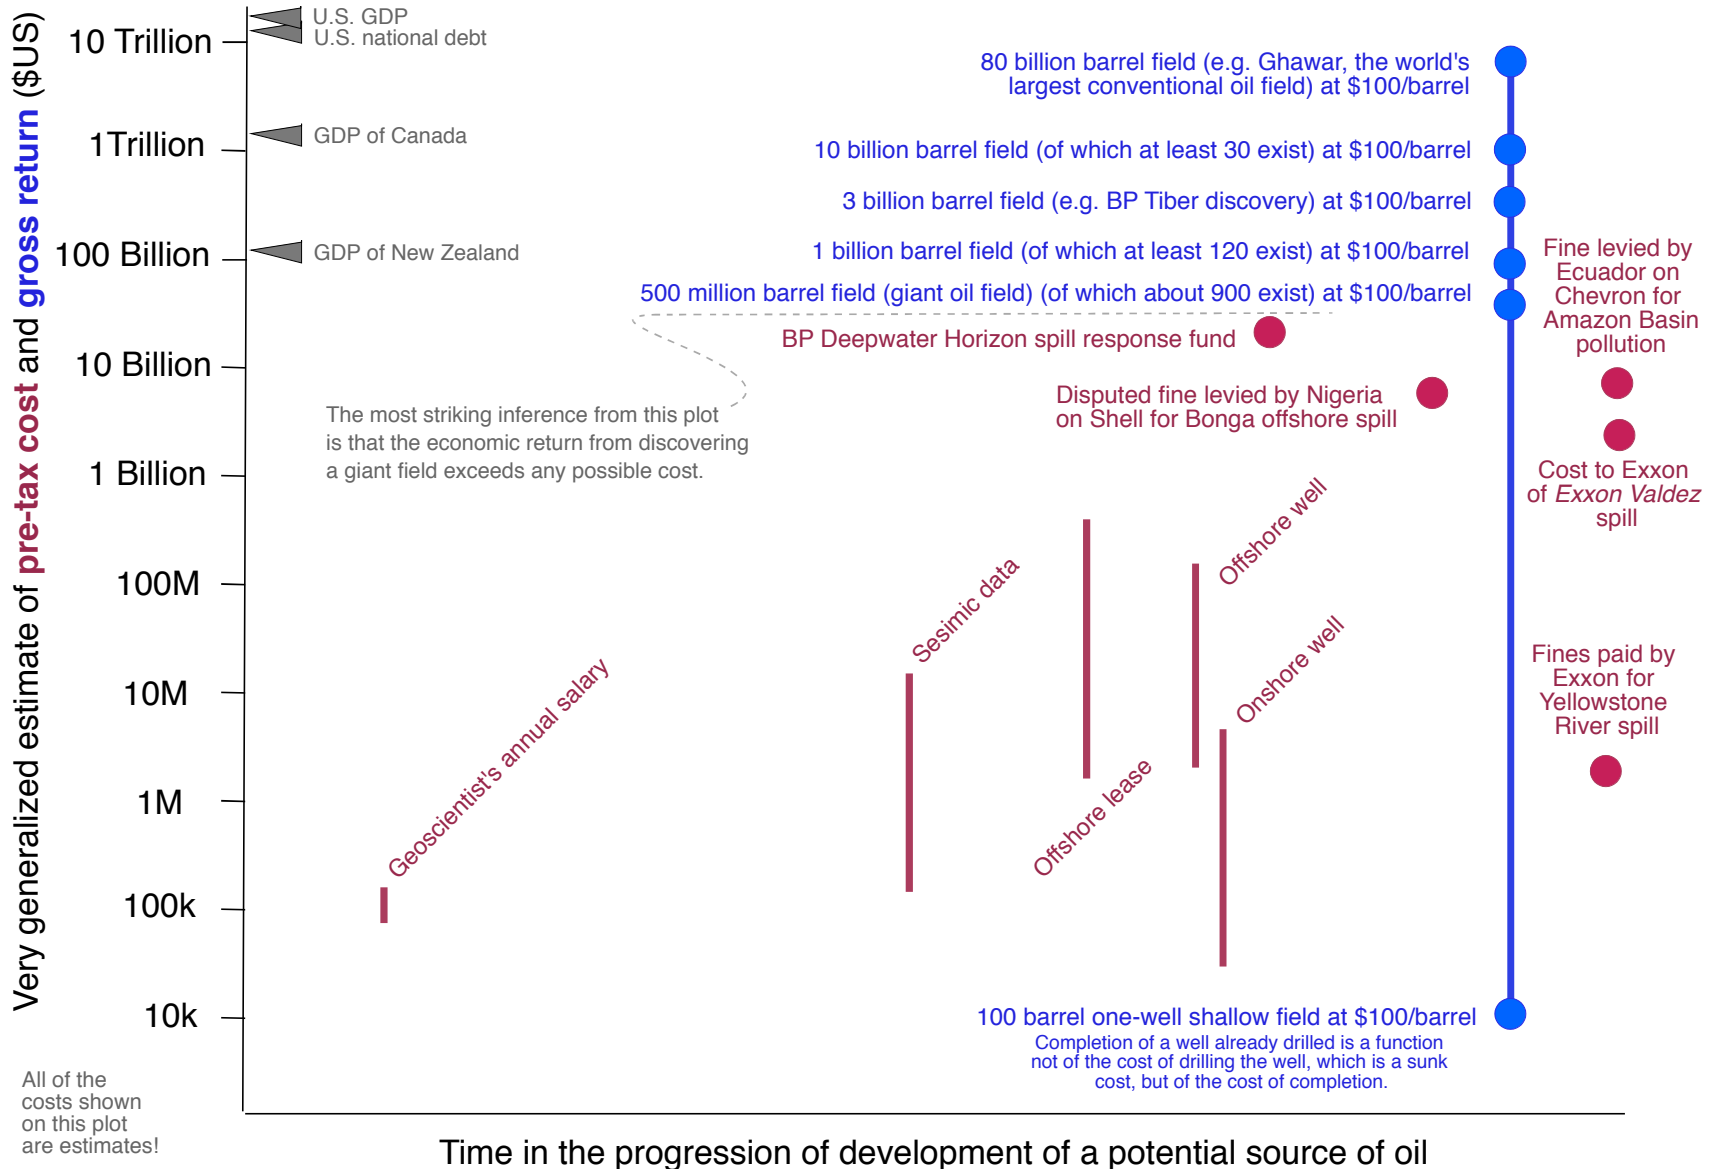 Very generalized estimate of pre-tax cost and gross return ($US)
10 Trillion
1Trillion
100 Billion
10 Billion
1 Billion
100M
10M
1M
100k
10k
U.S. GDP
U.S. national debt
GDP of Canada
GDP of New Zealand
80 billion barrel field (e.g. Ghawar, the world's
largest conventional oil field) at $100/barrel
10 billion barrel field (of which at least 30 exist) at $100/barrel
3 billion barrel field (e.g. BP Tiber discovery) at $100/barrel
1 billion barrel field (of which at least 120 exist) at $100/barrel
500 million barrel field (giant oil field) (of which about 900 exist) at $100/barrel
BP Deepwater Horizon spill response fund
Disputed fine levied by Nigeria
on Shell for Bonga offshore spill
Fine levied by
Ecuador on
Chevron for
Amazon Basin
pollution
Cost to Exxon
of Exxon Valdez
spill
Fines paid by
Exxon for
Yellowstone
River spill
The most striking inference from this plot
is that the economic return from discovering
a giant field exceeds any possible cost.
Geoscientist's annual salary
Sesimic data
Offshore lease
Offshore well
Onshore well
100 barrel one-well shallow field at $100/barrel
Completion of a well already drilled is a function
not of the cost of drilling the well, which is a sunk
cost, but of the cost of completion.
All of the
costs shown
on this plot
are estimates!
Time in the progression of development of a potential source of oil